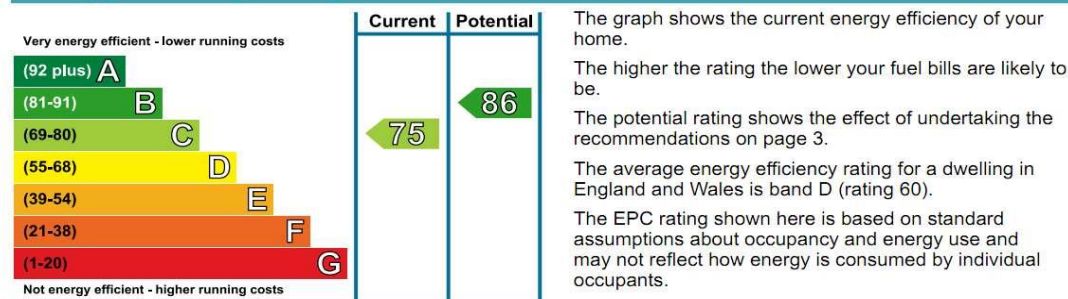 Current Potential
Very energy efficient - lower running costs
(92 plus) A
(81-91) B
(69-80) C
(55-68) D
(39-54) E
(21-38) F
(1-20) G
Not energy efficient - higher running costs
75
86
The graph shows the current energy efficiency of your
home.
The higher the rating the lower your fuel bills are likely to
be.
The potential rating shows the effect of undertaking the
recommendations on page 3.
The average energy efficiency rating for a dwelling in
England and Wales is band D (rating 60).
The EPC rating shown here is based on standard
assumptions about occupancy and energy use and
may not reflect how energy is consumed by individual
occupants.